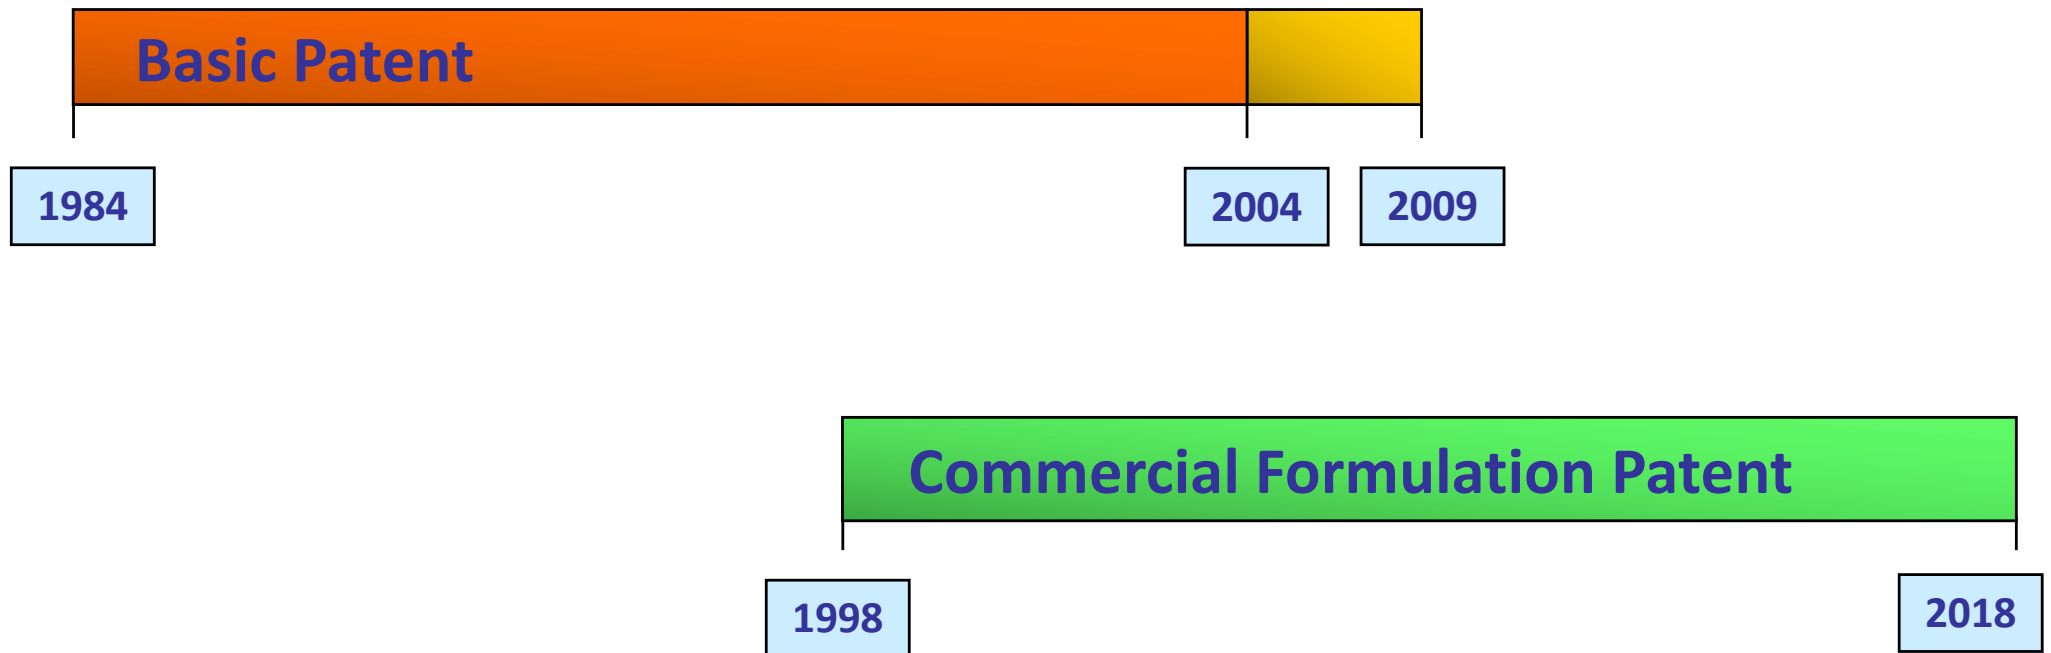 Basic Patent
1984
2004
2009
Commercial Formulation Patent
1998
2018